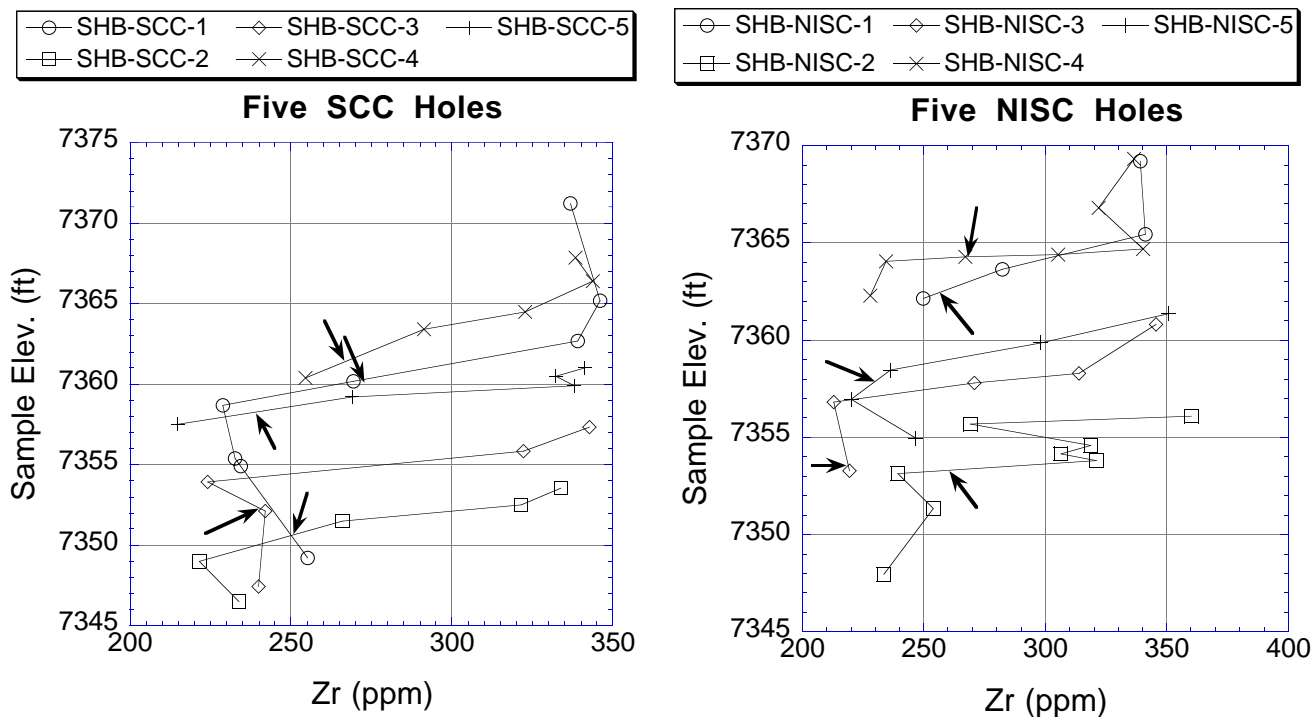 SHB-SCC-1 SHB-SCC-3 SHB-SCC-5
SHB-SCC-2 SHB-SCC-4
Five SCC Holes
7375
7370
7365
7360
7355
7350
7345
Sample Elev. (ft)
200 250 300 350
Zr (ppm)
SHB-NISC-1 SHB-NISC-3 SHB-NISC-5
SHB-NISC-2 SHB-NISC-4
Five NISC Holes
7370
7365
7360
7355
7350
7345
Sample Elev. (ft)
200 250 300 350 400
Zr (ppm)